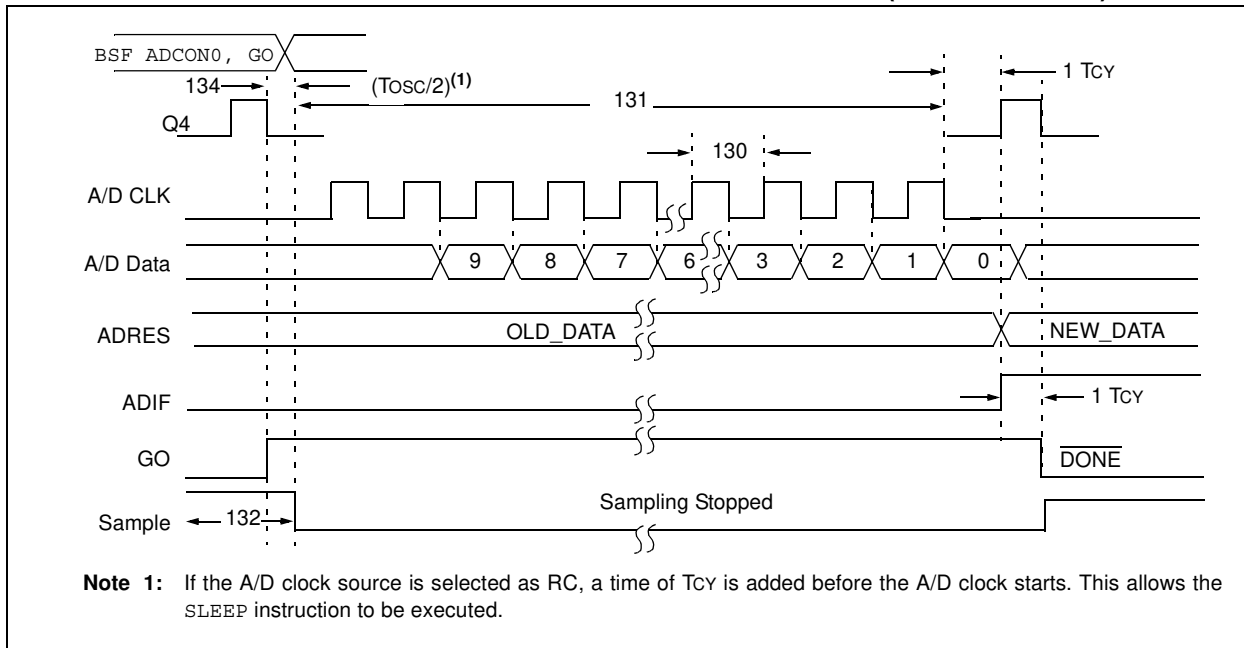 BSF ADCON0, GO
134 (TOSC/2)(1) 131 1 TCY
Q4
130
A/D CLK
A/D Data 9 8 7 6 3 2 1 0
ADRES OLD_DATA NEW_DATA
ADIF 1 TCY
GO DONE
Sampling Stopped
Sample 132
Note 1: If the A/D clock source is selected as RC, a time of TCY is added before the A/D clock starts. This allows the
SLEEP instruction to be executed.